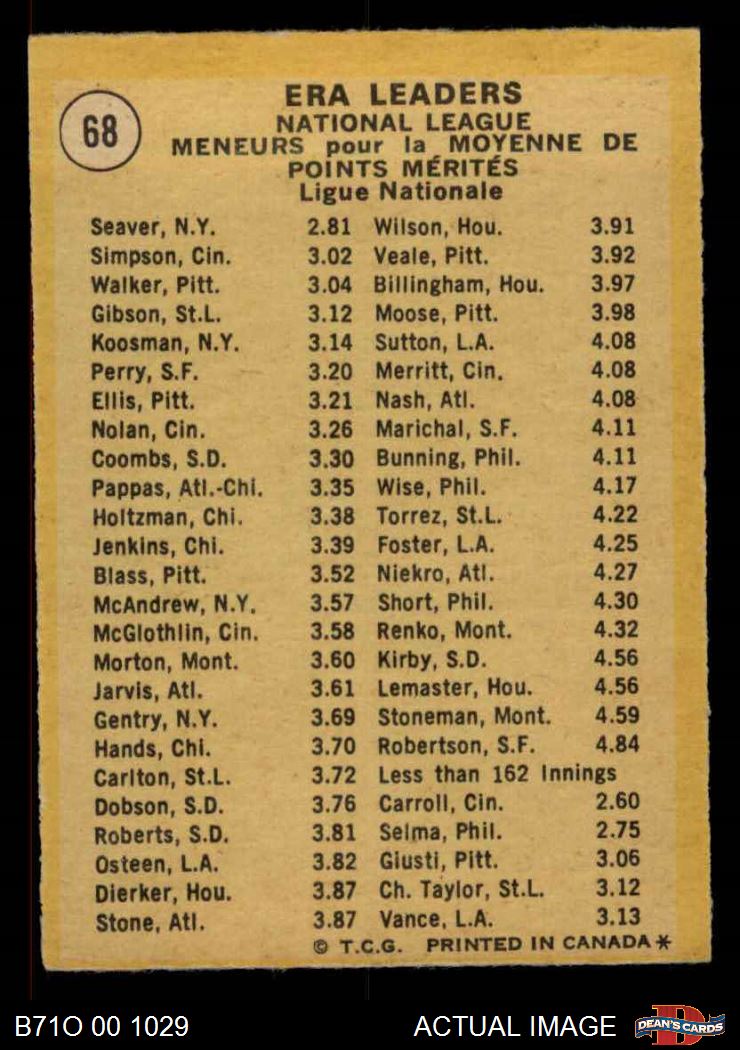 68
ERA LEADERS
NATIONAL LEAGUE
MENEURS pour la MOYENNE DE
POINTS MÉRITÉS
Ligue Nationale
Seaver, N.Y. 2.81
Simpson, Cin. 3.02
Walker, Pitt. 3.04
Gibson, St.L. 3.12
Koosman, N.Y. 3.14
Perry, S.F. 3.20
Ellis, Pitt. 3.21
Nolan, Cin. 3.26
Coombs, S.D. 3.30
Pappas, Atl.-Chi. 3.35
Holtzman, Chi. 3.38
Jenkins, Chi. 3.39
Blass, Pitt. 3.52
McAndrew, N.Y. 3.57
McGlothlin, Cin. 3.58
Morton, Mont. 3.60
Jarvis, Atl. 3.61
Gentry, N.Y. 3.69
Hands, Chi. 3.70
Carlton, St.L. 3.72
Dobson, S.D. 3.76
Roberts, S.D. 3.81
Osteen, L.A. 3.82
Dierker, Hou. 3.87
Stone, Atl. 3.87
Wilson, Hou. 3.91
Veale, Pitt. 3.92
Billingham, Hou. 3.97
Moose, Pitt. 3.98
Sutton, L.A. 4.08
Merritt, Cin. 4.08
Nash, Atl. 4.08
Marichal, S.F. 4.11
Bunning, Phil. 4.11
Wise, Phil. 4.17
Torrez, St.L. 4.22
Foster, L.A. 4.25
Niekro, Atl. 4.27
Short, Phil. 4.30
Renko, Mont. 4.32
Kirby, S.D. 4.56
Lemaster, Hou. 4.56
Stoneman, Mont. 4.59
Robertson, S.F. 4.84
Less than 162 Innings
Carroll, Cin. 2.60
Selma, Phil. 2.75
Giusti, Pitt. 3.06
Ch. Taylor, St.L. 3.12
Vance, L.A. 3.13
© T.C.G. PRINTED IN CANADA *
B71O 00 1029 ACTUAL IMAGE
D
DEAN'S CARDS